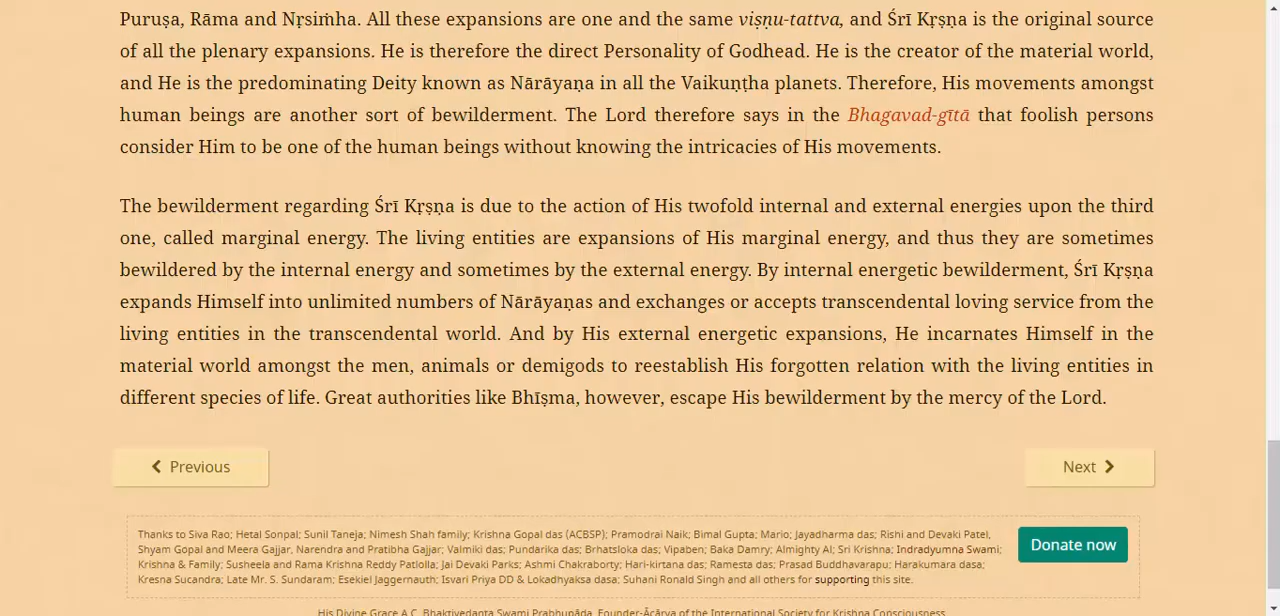 Puruṣa, Rāma and Nṛsiṁha. All these expansions are one and the same viṣṇu-tattva, and Śrī Kṛṣṇa is the original source
of all the plenary expansions. He is therefore the direct Personality of Godhead. He is the creator of the material world,
and He is the predominating Deity known as Nārāyaṇa in all the Vaikuṇṭha planets. Therefore, His movements amongst
human beings are another sort of bewilderment. The Lord therefore says in the Bhagavad-gītā that foolish persons
consider Him to be one of the human beings without knowing the intricacies of His movements.
The bewilderment regarding Śrī Kṛṣṇa is due to the action of His twofold internal and external energies upon the third
one, called marginal energy. The living entities are expansions of His marginal energy, and thus they are sometimes
bewildered by the internal energy and sometimes by the external energy. By internal energetic bewilderment, Śrī Kṛṣṇa
expands Himself into unlimited numbers of Nārāyaṇas and exchanges or accepts transcendental loving service from the
living entities in the transcendental world. And by His external energetic expansions, He incarnates Himself in the
material world amongst the men, animals or demigods to reestablish His forgotten relation with the living entities in
different species of life. Great authorities like Bhīṣma, however, escape His bewilderment by the mercy of the Lord.
Previous
Next
Thanks to Siva Rao; Hetal Sonpal; Sunil Taneja; Nimesh Shah family; Krishna Gopal das (ACBSP); Pramodrai Naik; Bimal Gupta; Mario; Jayadharma das; Rishi and Devaki Patel,
Shyam Gopal and Meera Gajjar, Narendra and Pratibha Gajjar; Valmiki das; Pundarika das; Brhatsloka das; Vipaben; Baka Damry; Almighty Al; Sri Krishna; Indradyumna Swami;
Krishna & Family; Susheela and Rama Krishna Reddy Patlolla; Jai Devaki Parks; Ashmi Chakraborty; Hari-kirtana das; Ramesta das; Prasad Buddhavarapu; Harakumara dasa;
Kresna Sucandra; Late Mr. S. Sundaram; Esekiel Jaggernauth; Isvari Priya DD & Lokadhyaksa dasa; Suhani Ronald Singh and all others for supporting this site.
Donate now
His Divine Grace A.C. Bhaktivedanta Swami Prabhupāda, Founder-Ācārya of the International Society for Krishna Consciousness